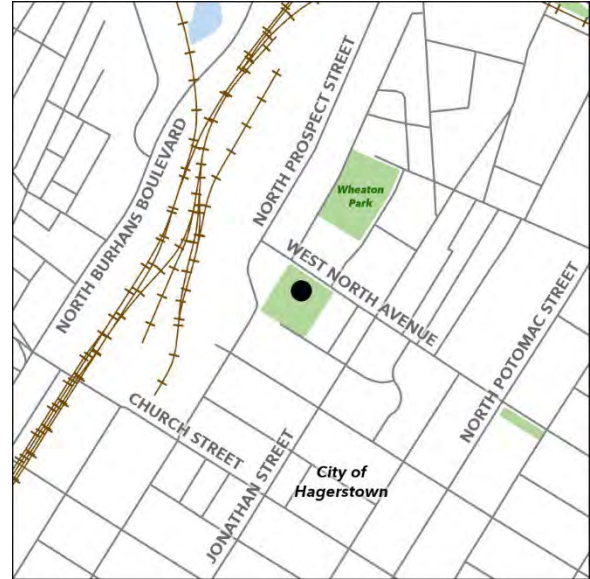 NORTH PROSPECT STREET
NORTH BURHANS BOULEVARD
Wheaton
Park
WEST NORTH AVENUE
NORTH POTOMAC STREET
CHURCH STREET
JONATHAN STREET
City of
Hagerstown